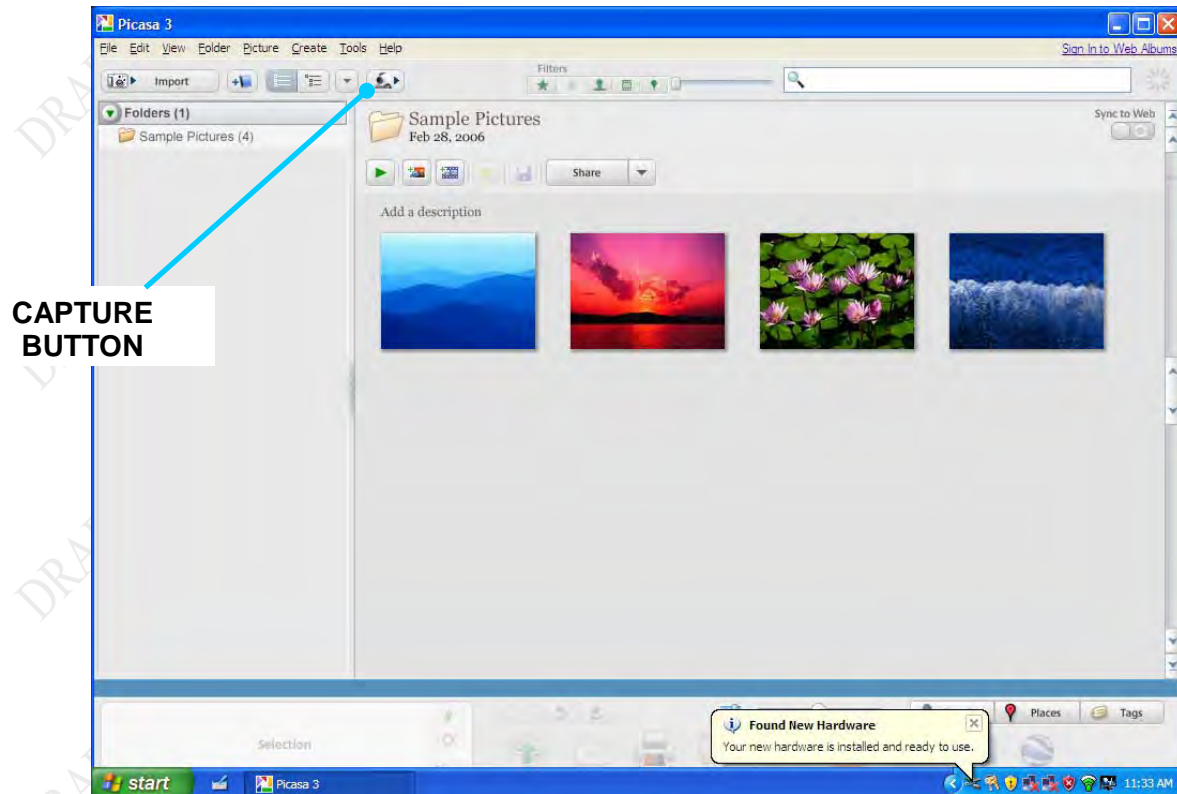 Picasa 3
File Edit View Folder Picture Create Tools Help
Sign In to Web Albums
Import
Filters
Folders (1)
Sample Pictures (4)
Sample Pictures
Feb 28, 2006
Sync to Web
Share
Add a description
CAPTURE
BUTTON
Places
Tags
Found New Hardware
Your new hardware is installed and ready to use.
Selection
start
Picasa 3
11:33 AM